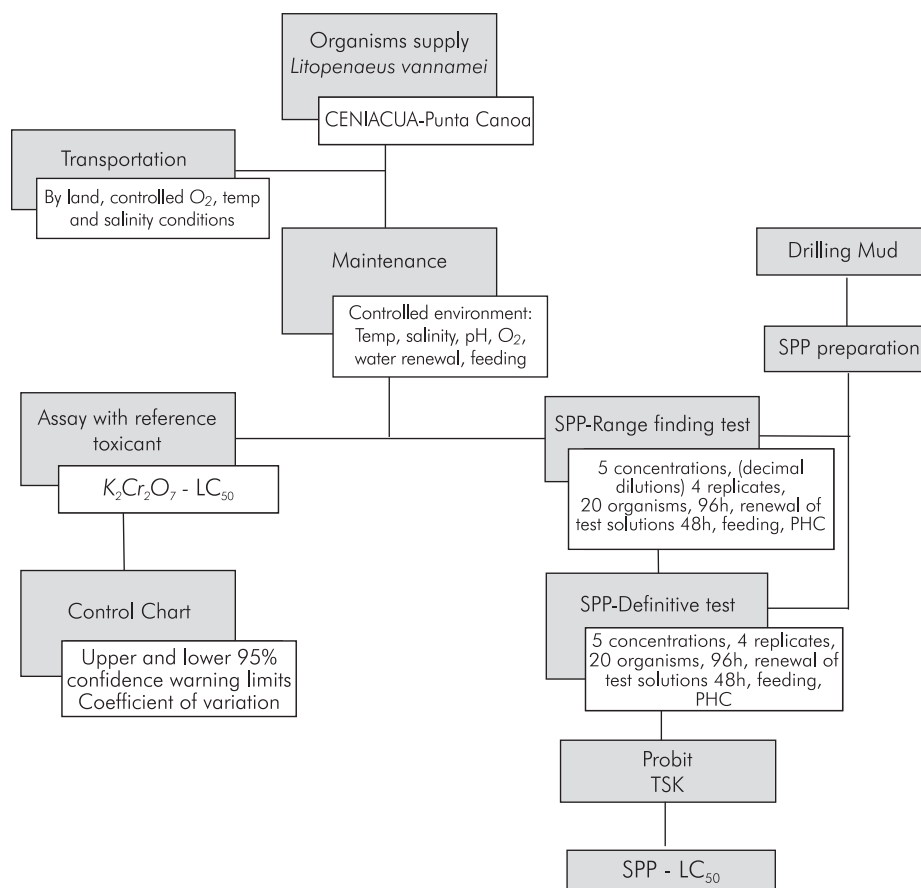 Organisms supply
Litopenaeus vannamei
CENIACUA-Punta Canoa
Transportation
By land, controlled O₂, temp
and salinity conditions
Maintenance
Controlled environment:
Temp, salinity, pH, O₂,
water renewal, feeding
Drilling Mud
SPP preparation
Assay with reference
toxicant
K₂Cr₂O₇ - LC₅₀
SPP-Range finding test
5 concentrations, (decimal
dilutions) 4 replicates,
20 organisms, 96h, renewal of
test solutions 48h, feeding, PHC
Control Chart
Upper and lower 95%
confidence warning limits
Coefficient of variation
SPP-Definitive test
5 concentrations, 4 replicates,
20 organisms, 96h, renewal of
test solutions 48h, feeding,
PHC
Probit
TSK
SPP - LC₅₀